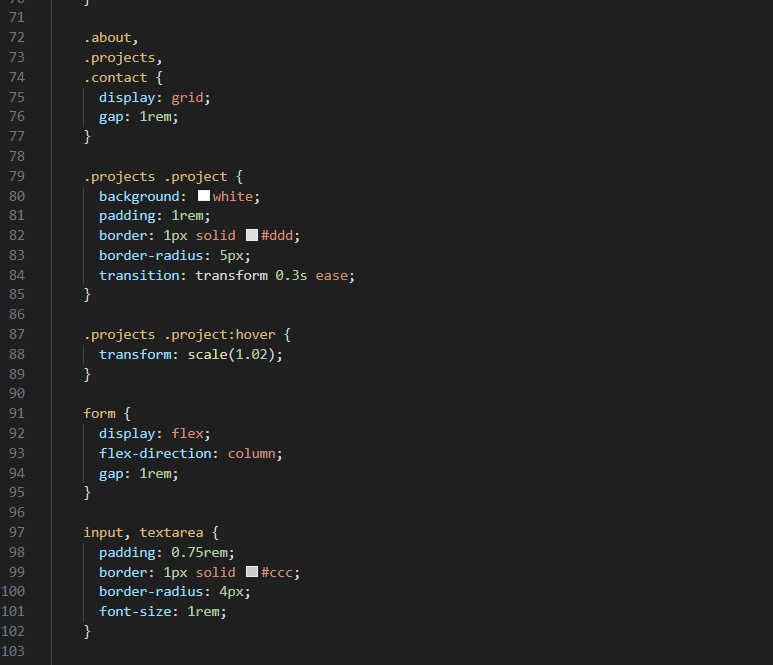 70 }
71
72 .about,
73 .projects,
74 .contact {
75 display: grid;
76 gap: 1rem;
77 }
78
79 .projects .project {
80 background: white;
81 padding: 1rem;
82 border: 1px solid #ddd;
83 border-radius: 5px;
84 transition: transform 0.3s ease;
85 }
86
87 .projects .project:hover {
88 transform: scale(1.02);
89 }
90
91 form {
92 display: flex;
93 flex-direction: column;
94 gap: 1rem;
95 }
96
97 input, textarea {
98 padding: 0.75rem;
99 border: 1px solid #ccc;
100 border-radius: 4px;
101 font-size: 1rem;
102 }
103